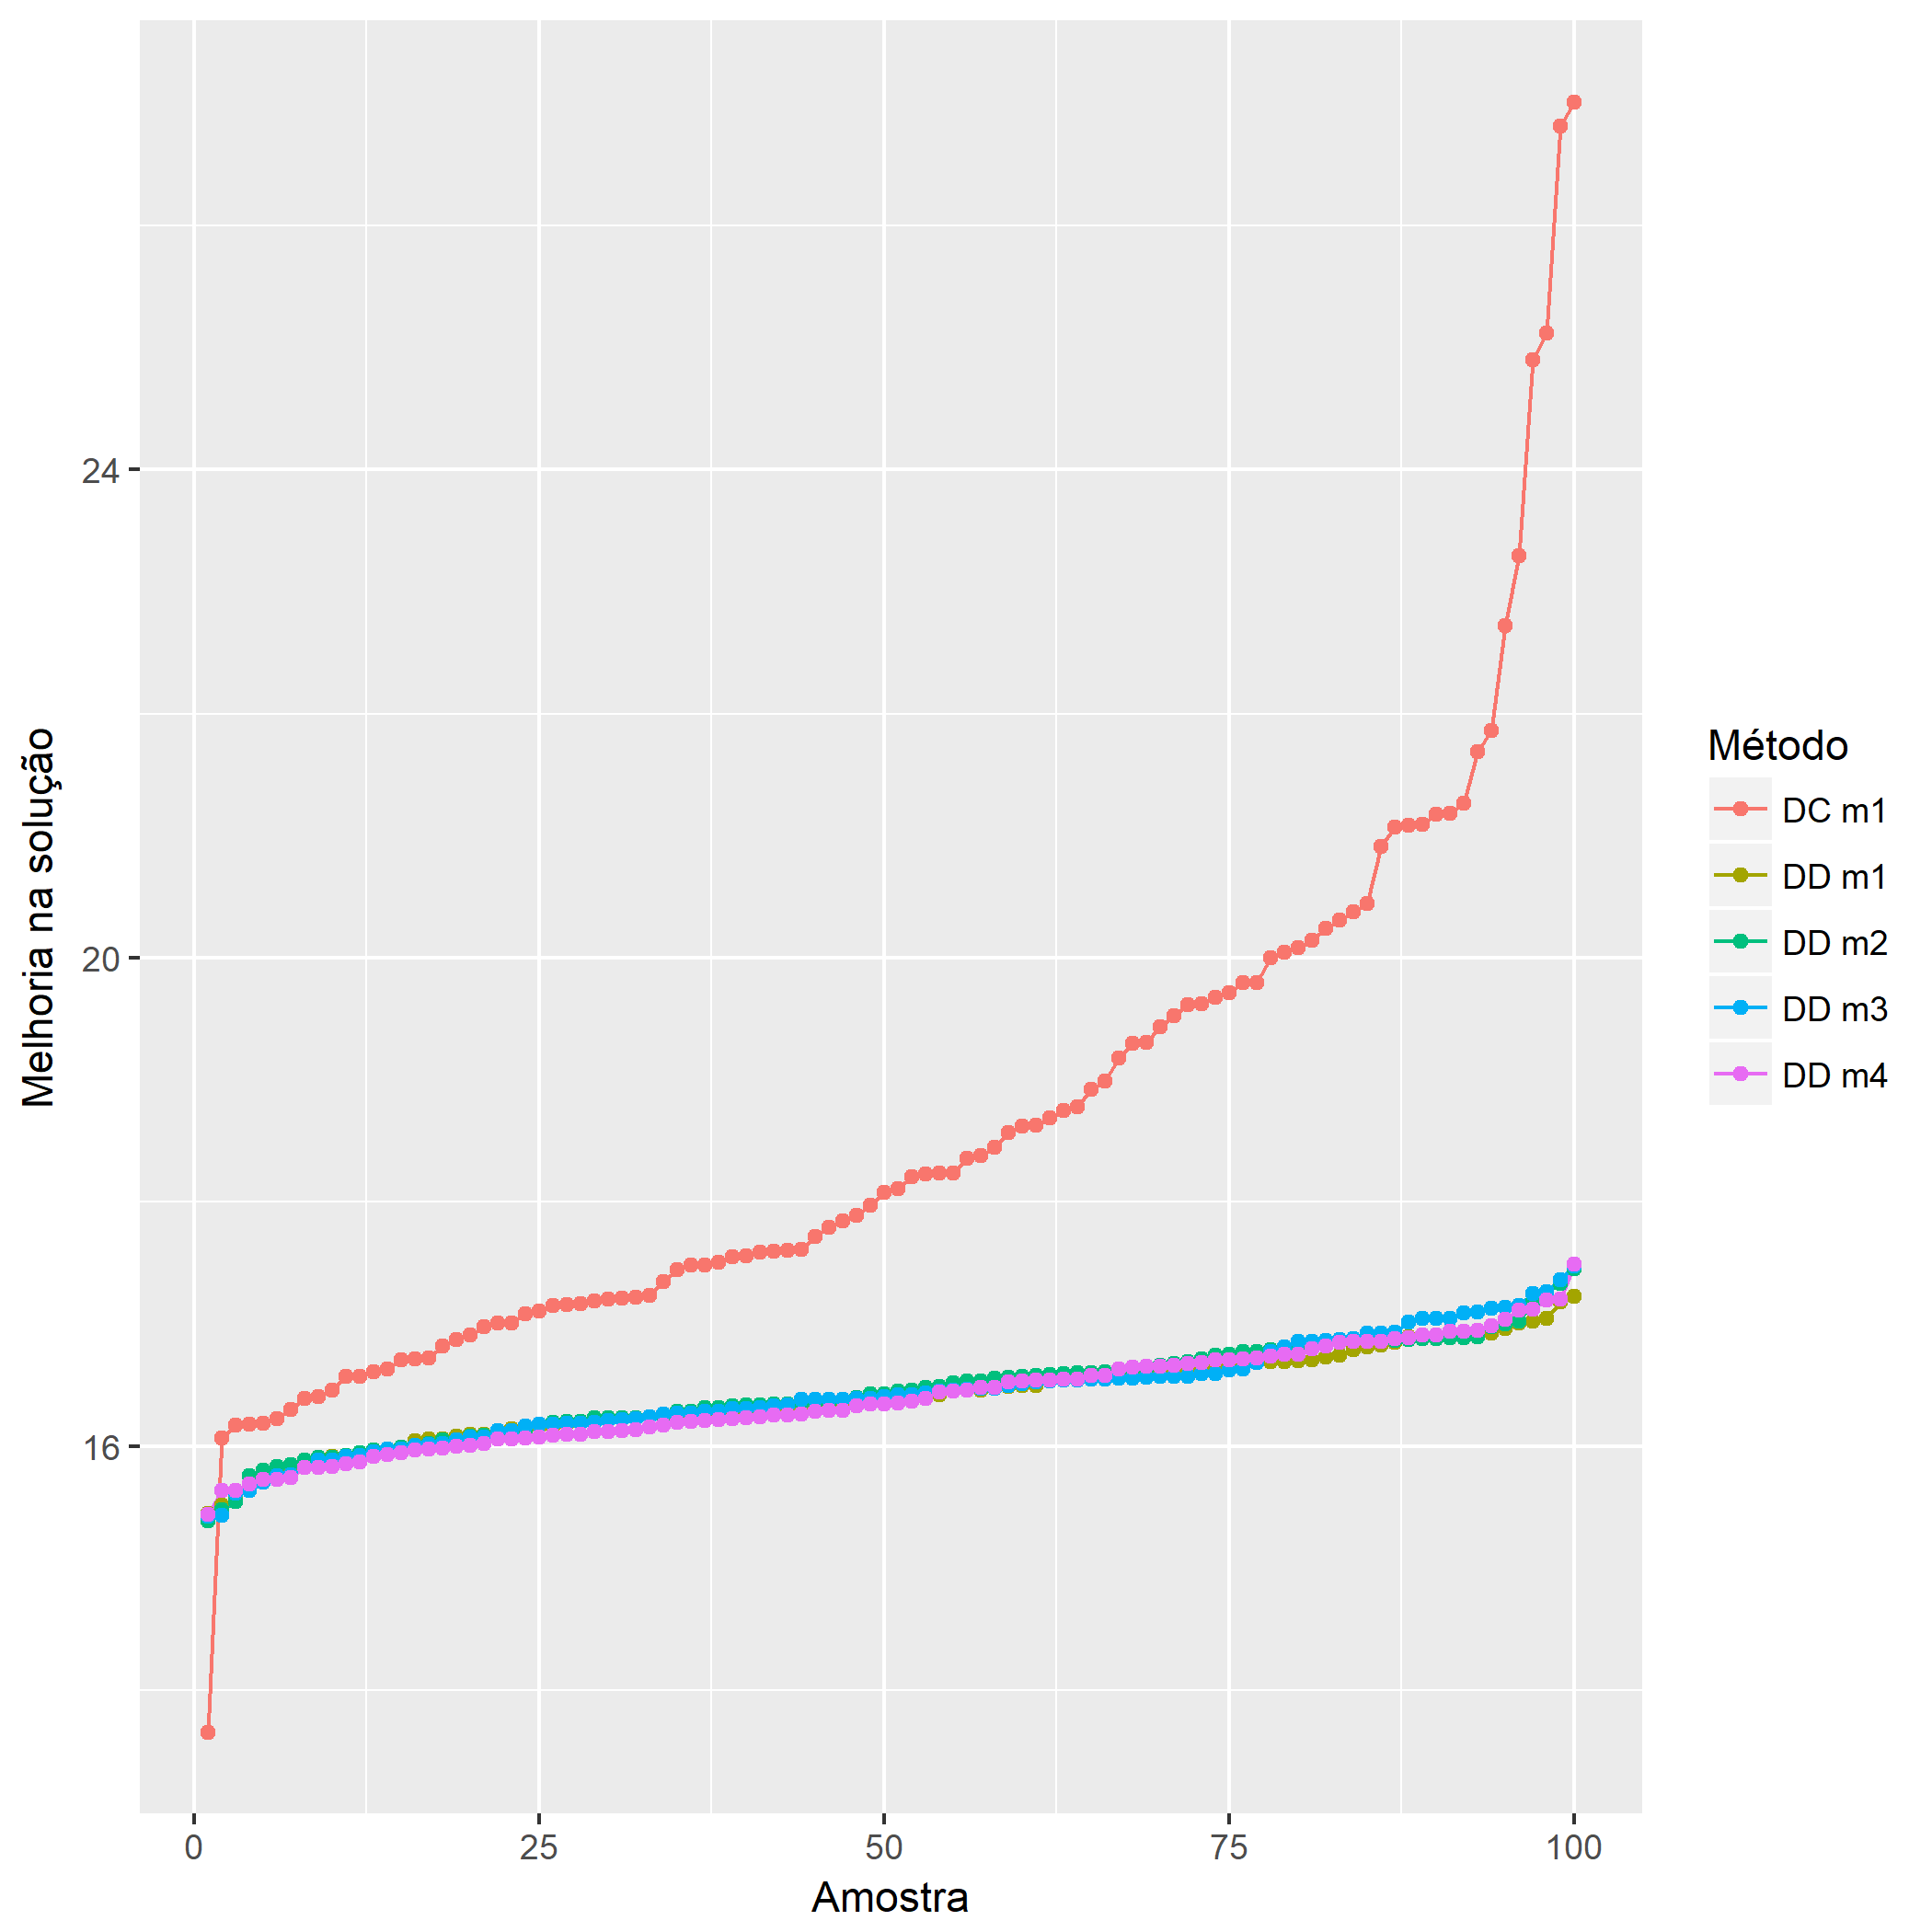 24
20
16
0 25 50 75 100
Amostra
Melhoria na solução
Método
DC m1
DD m1
DD m2
DD m3
DD m4